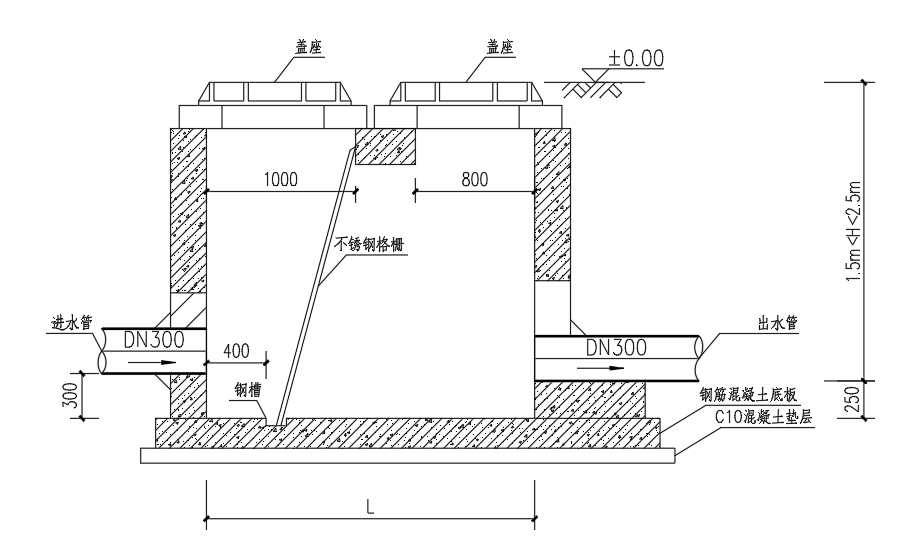 盖座
盖座
±0.00
1000
800
1.5m<H<2.5m
不锈钢格栅
进水管
出水管
DN300
DN300
400
300
钢槽
250
钢筋混凝土底板
C10混凝土垫层
L